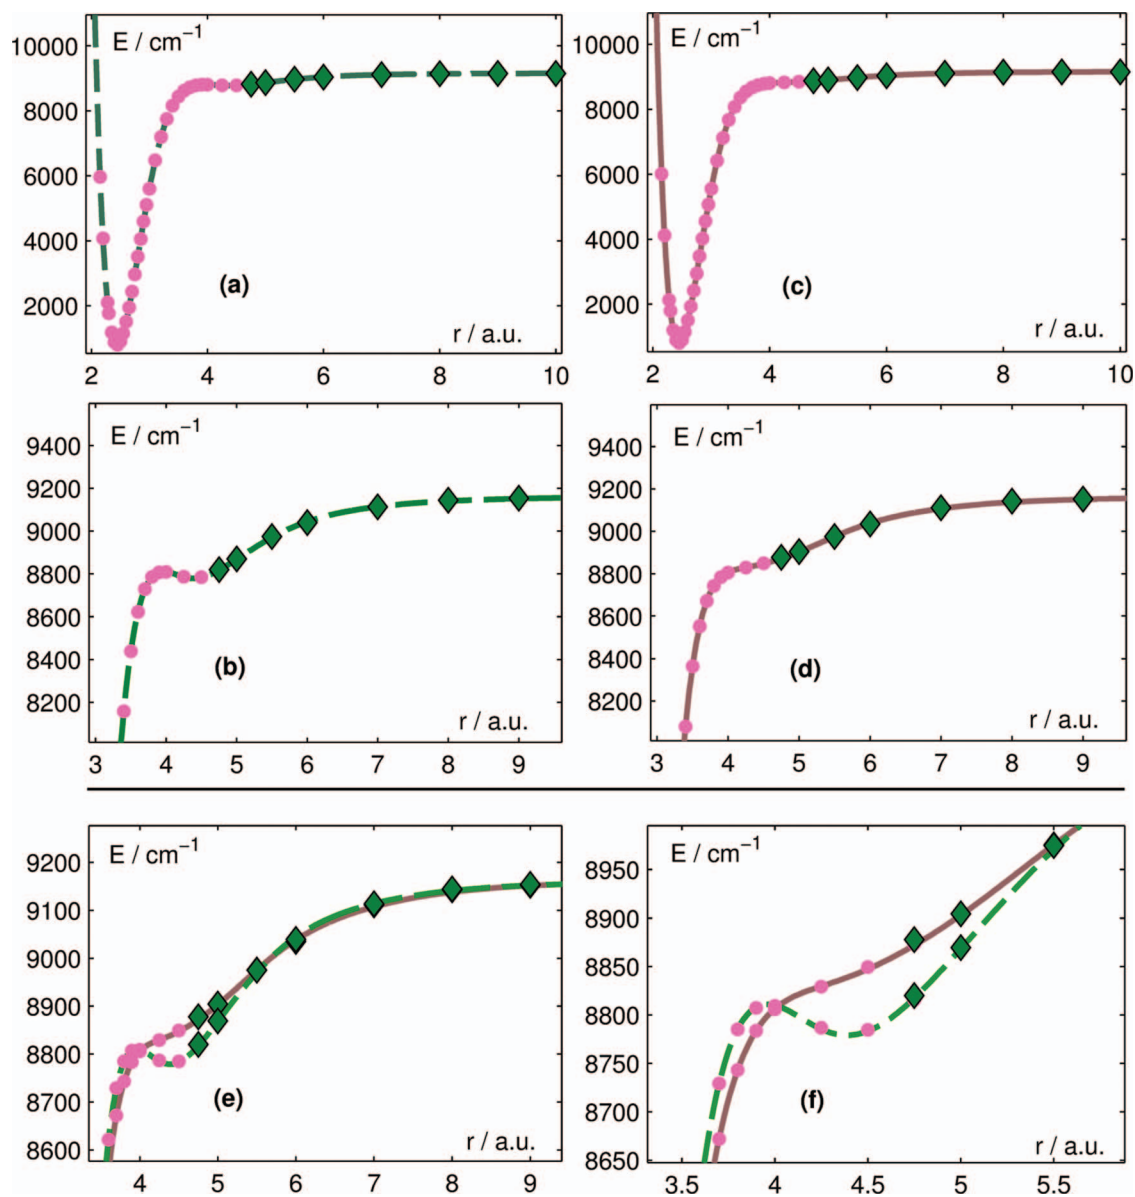 E / cm⁻¹
10000
8000
6000
4000
2000
(a)
r / a.u.
2 4 6 8 10
E / cm⁻¹
10000
8000
6000
4000
2000
(c)
r / a.u.
2 4 6 8 10
E / cm⁻¹
9400
9200
9000
8800
8600
8400
8200
(b)
r / a.u.
3 4 5 6 7 8 9
E / cm⁻¹
9400
9200
9000
8800
8600
8400
8200
(d)
r / a.u.
3 4 5 6 7 8 9
E / cm⁻¹
9200
9100
9000
8900
8800
8700
8600
(e)
r / a.u.
4 5 6 7 8 9
E / cm⁻¹
8950
8900
8850
8800
8750
8700
8650
(f)
r / a.u.
3.5 4 4.5 5 5.5